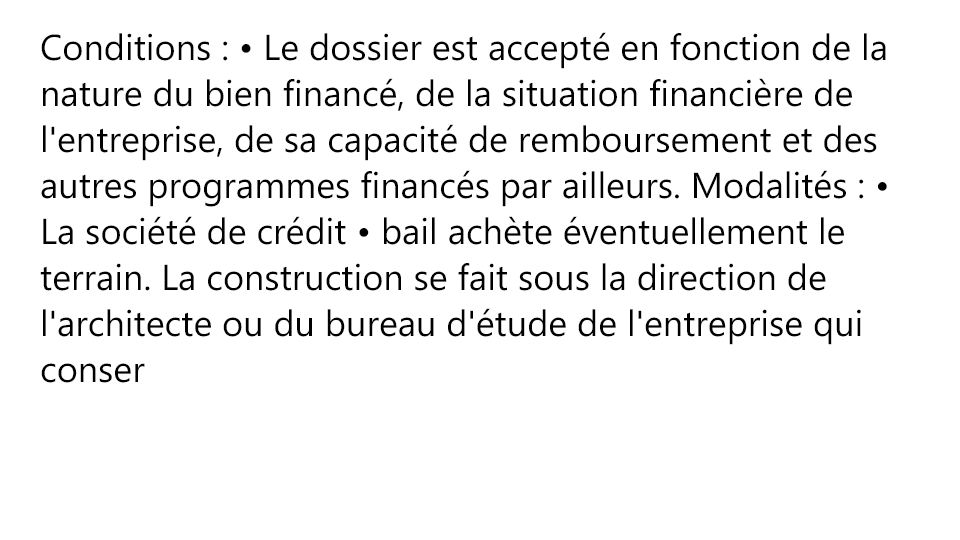 Conditions : • Le dossier est accepté en fonction de la
nature du bien financé, de la situation financière de
l'entreprise, de sa capacité de remboursement et des
autres programmes financés par ailleurs. Modalités : •
La société de crédit • bail achète éventuellement le
terrain. La construction se fait sous la direction de
l'architecte ou du bureau d'étude de l'entreprise qui
conser